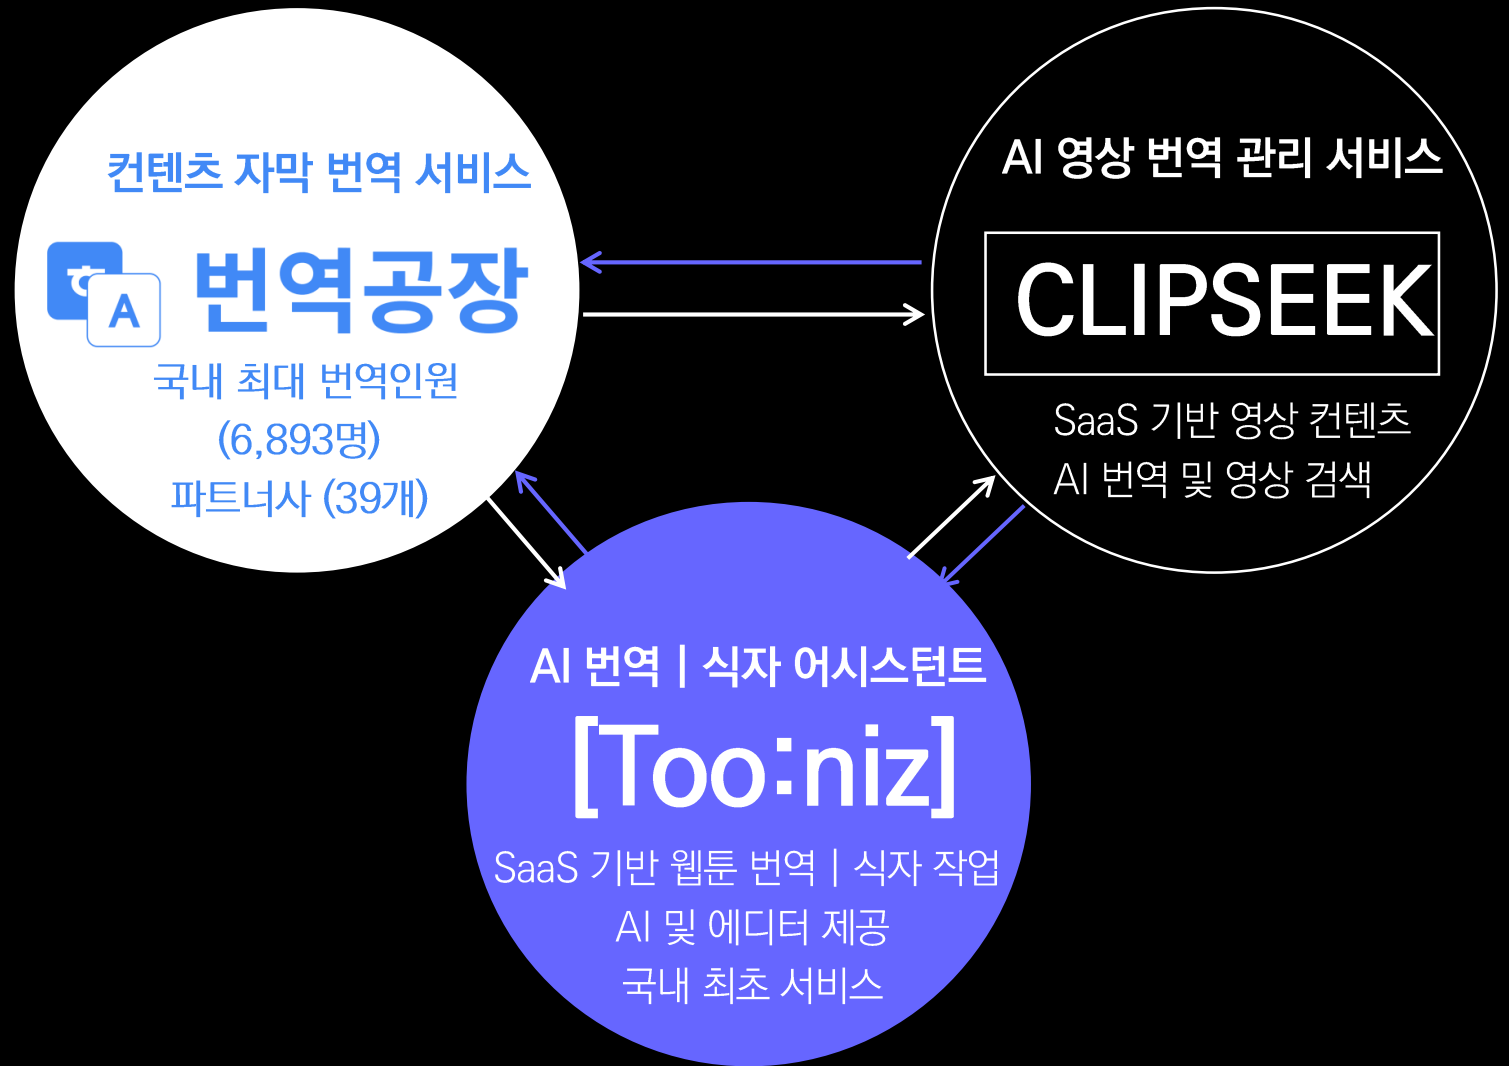 컨텐츠 자막 번역 서비스
ㅎ
A
번역공장
국내 최대 번역인원
(6,893명)
파트너사 (39개)
AI 영상 번역 관리 서비스
CLIPSEEK
SaaS 기반 영상 컨텐츠
AI 번역 및 영상 검색
AI 번역 | 식자 어시스턴트
[Too:niz]
SaaS 기반 웹툰 번역 | 식자 작업
AI 및 에디터 제공
국내 최초 서비스